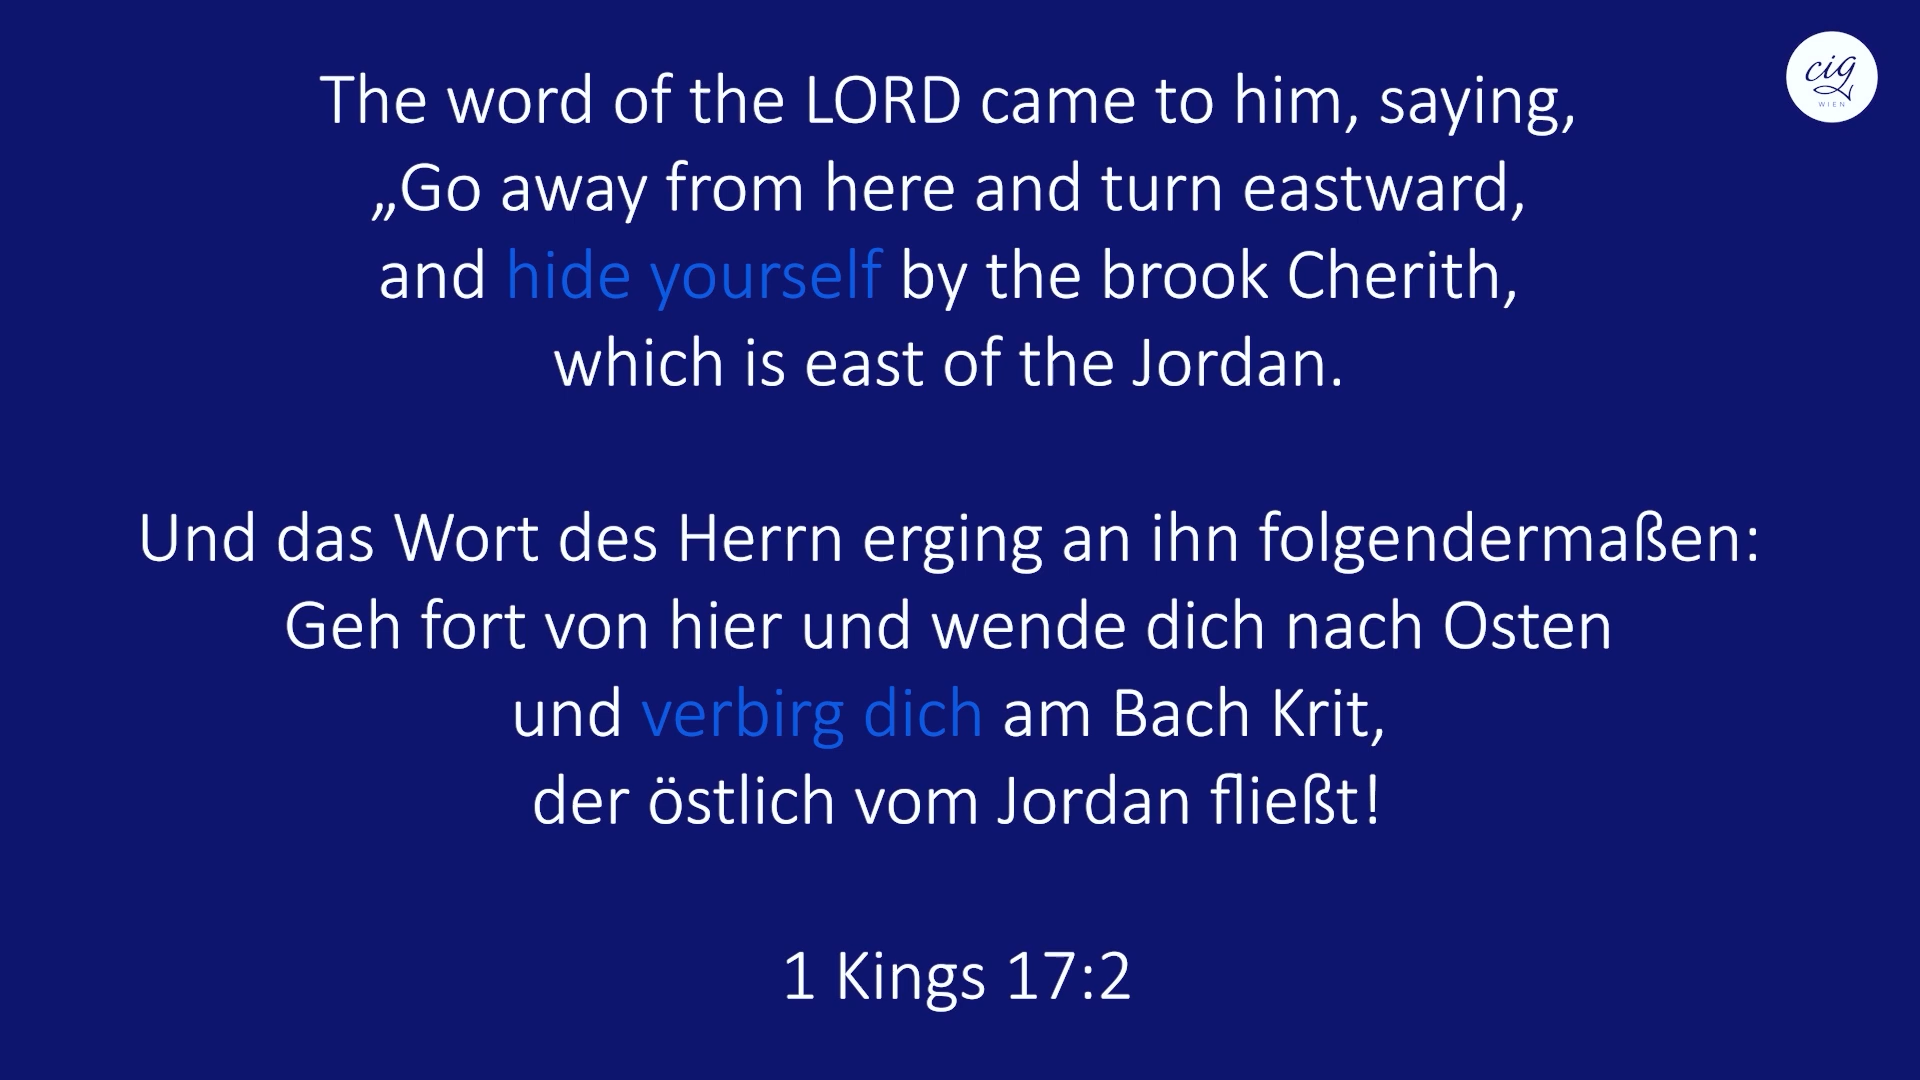 The word of the LORD came to him, saying,
„Go away from here and turn eastward,
and hide yourself by the brook Cherith,
which is east of the Jordan.
Und das Wort des Herrn erging an ihn folgendermaßen:
Geh fort von hier und wende dich nach Osten
und verbirg dich am Bach Krit,
der östlich vom Jordan fließt!
1 Kings 17:2
cig
WIEN